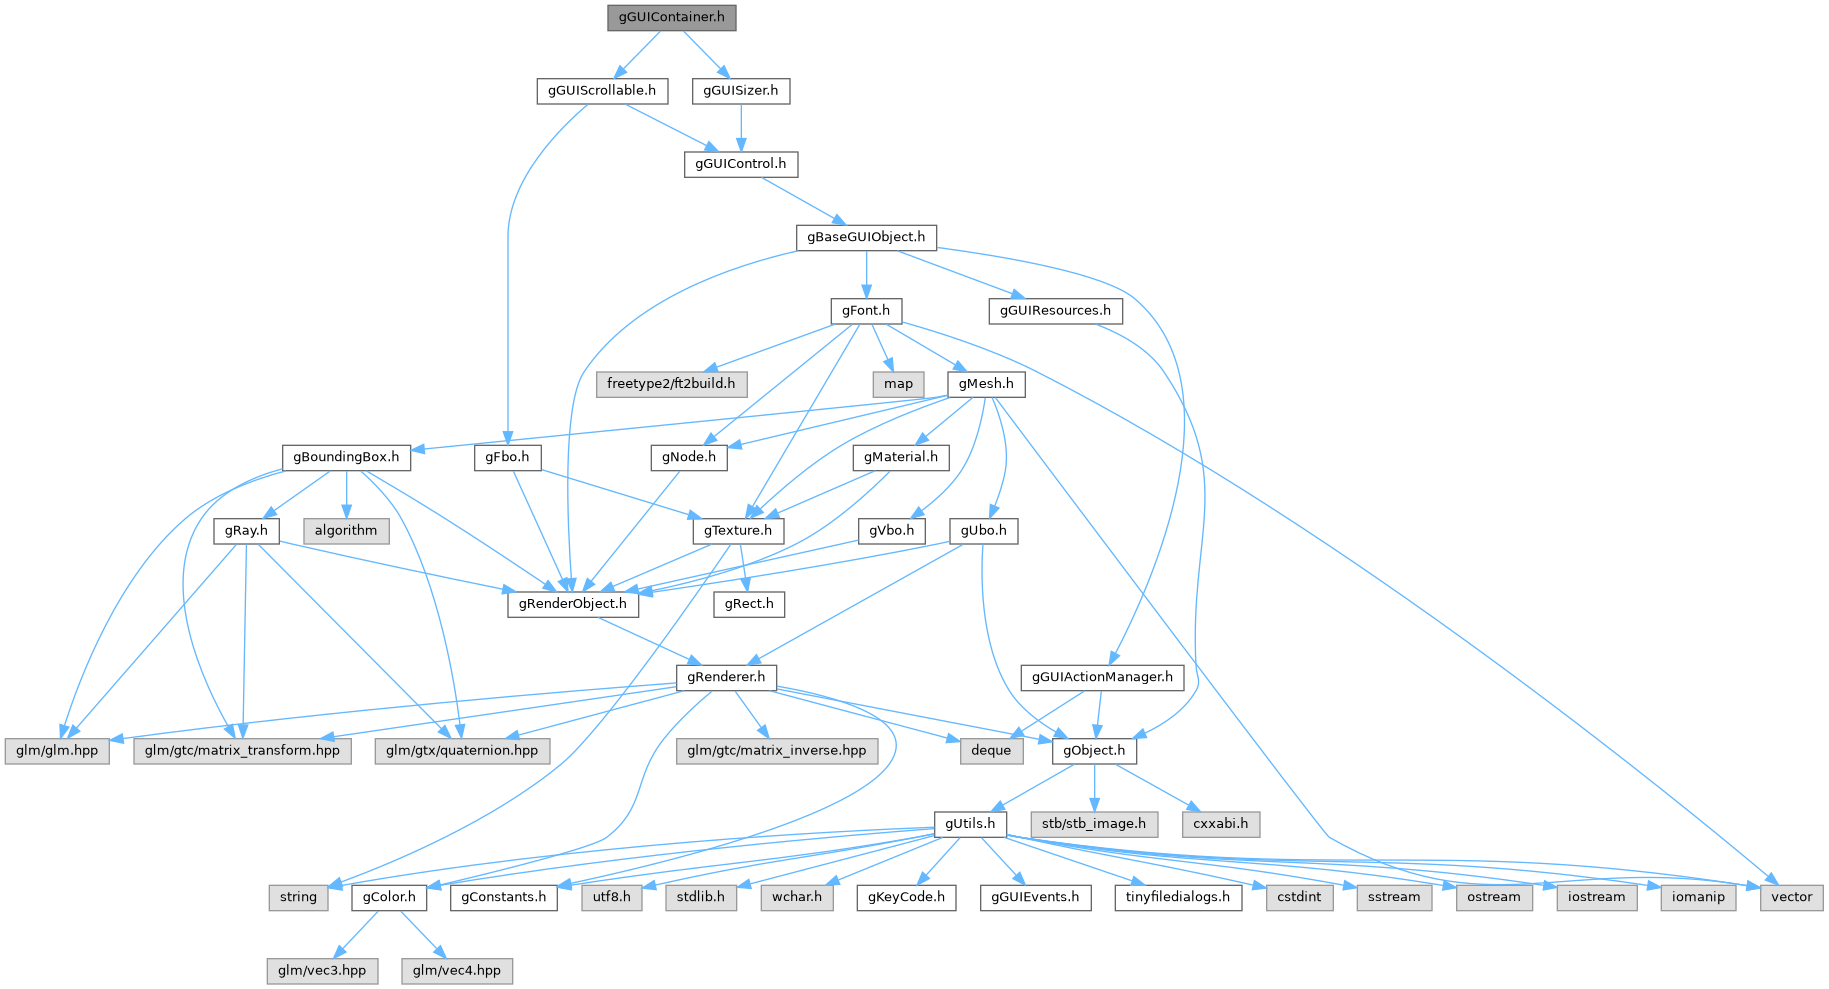 gGUIContainer.h
gGUIScrollable.h
gGUISizer.h
gGUIControl.h
gBaseGUIObject.h
gFont.h
gGUIResources.h
freetype2/ft2build.h
map
gMesh.h
gBoundingBox.h
gFbo.h
gNode.h
gMaterial.h
gRay.h
algorithm
gTexture.h
gVbo.h
gUbo.h
gRenderObject.h
gRect.h
gRenderer.h
gGUIActionManager.h
glm/glm.hpp
glm/gtc/matrix_transform.hpp
glm/gtx/quaternion.hpp
glm/gtc/matrix_inverse.hpp
deque
gObject.h
gUtils.h
stb/stb_image.h
cxxabi.h
string
gColor.h
gConstants.h
utf8.h
stdlib.h
wchar.h
gKeyCode.h
gGUIEvents.h
tinyfiledialogs.h
cstdint
sstream
ostream
iostream
iomanip
vector
glm/vec3.hpp
glm/vec4.hpp